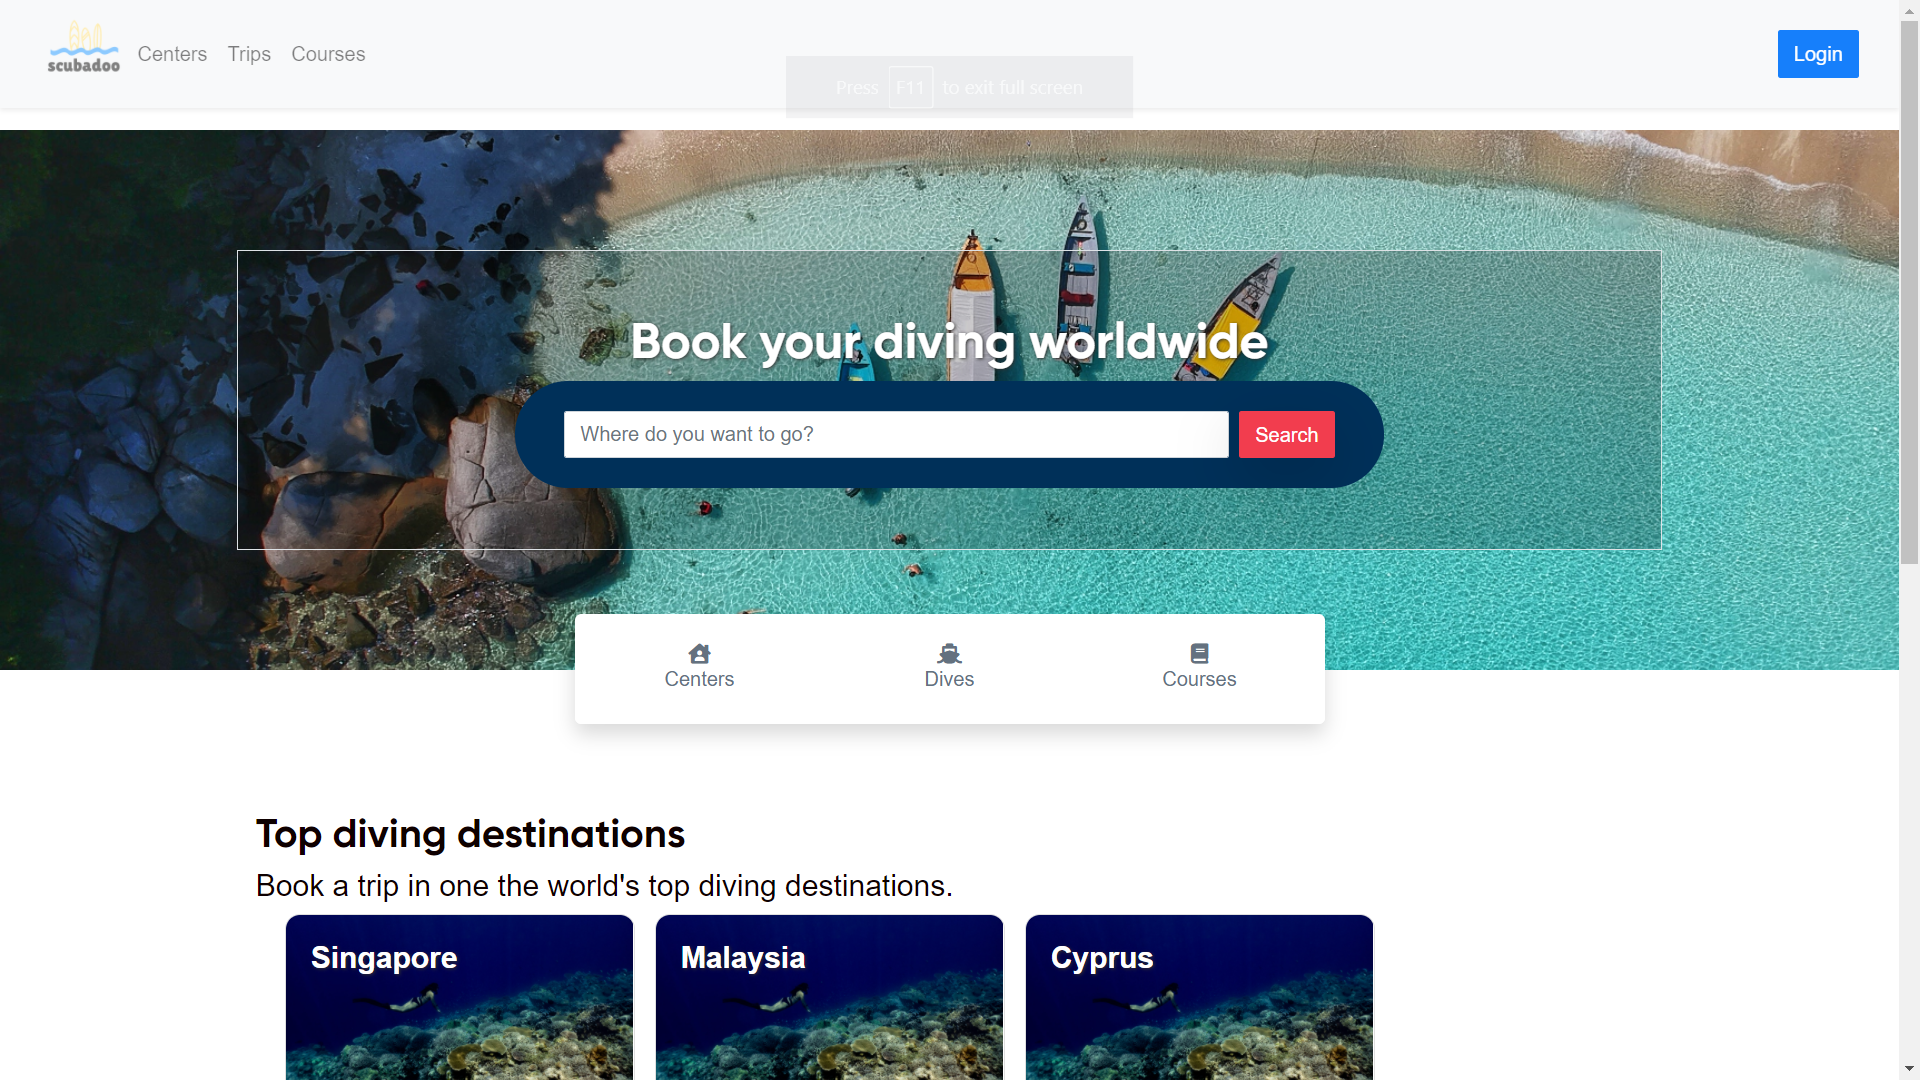 scubadoo
Centers
Trips
Courses
Login
Press F11 to exit full screen
Book your diving worldwide
Where do you want to go?
Search
Centers
Dives
Courses
Top diving destinations
Book a trip in one the world's top diving destinations.
Singapore
Malaysia
Cyprus